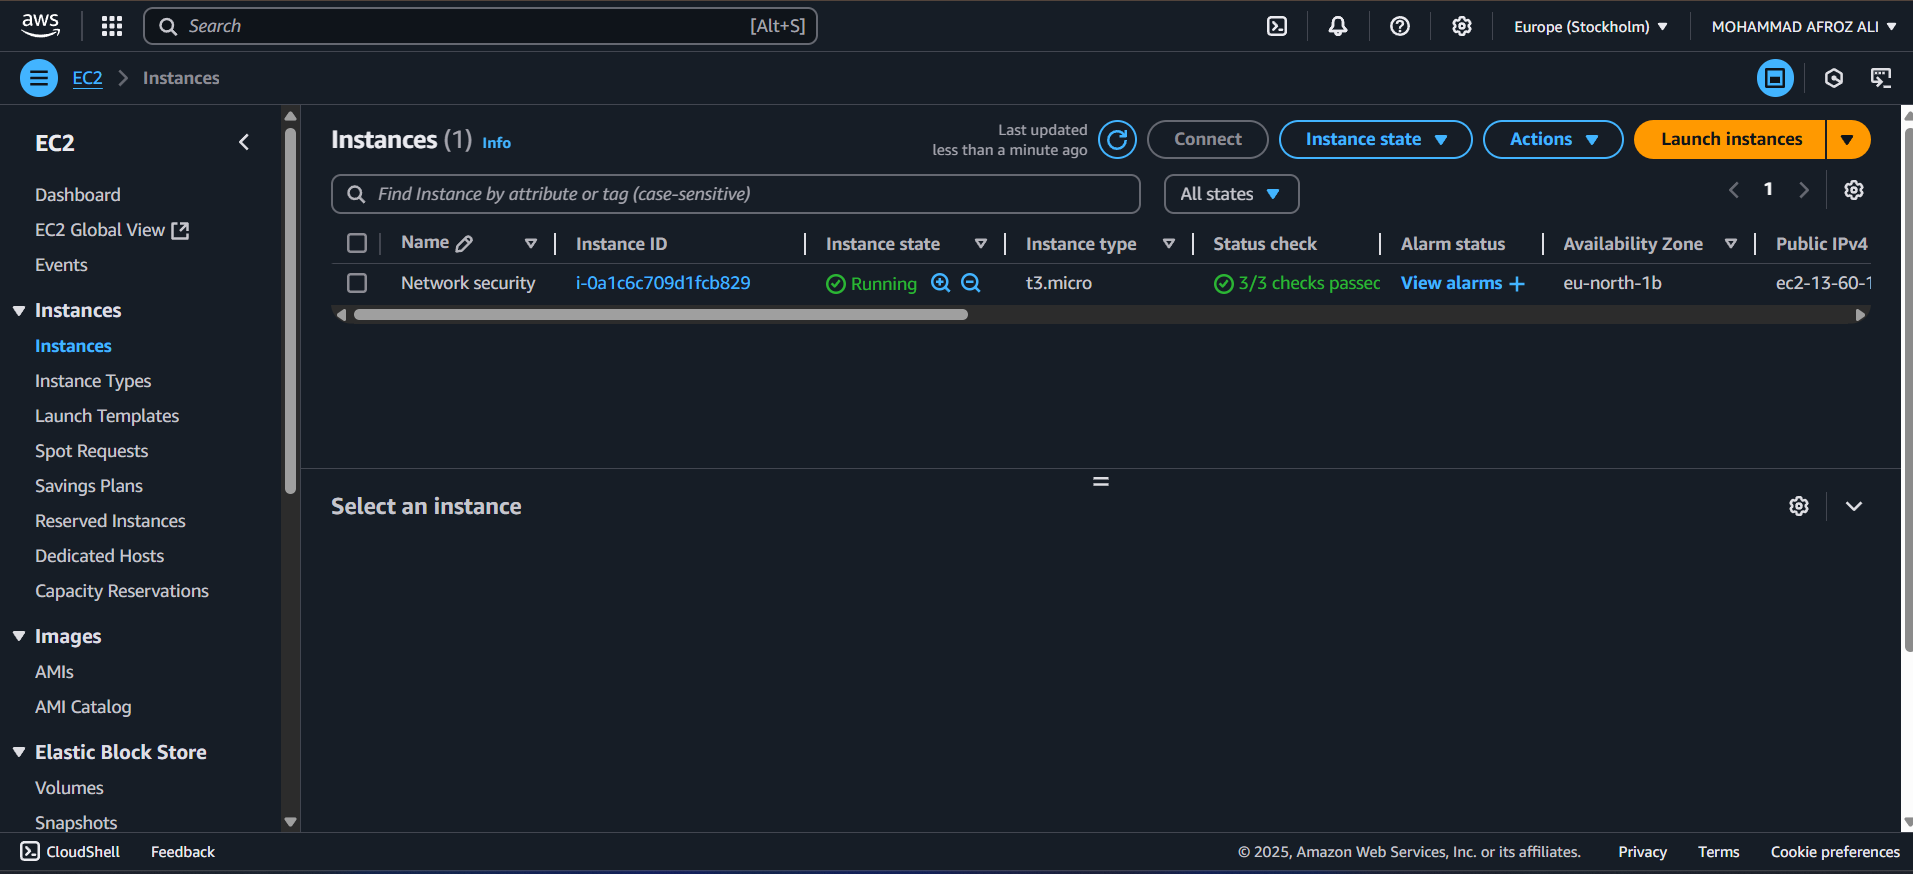 aws
Search [Alt+S]
Europe (Stockholm)
MOHAMMAD AFROZ ALI
EC2 > Instances
EC2
Dashboard
EC2 Global View
Events
Instances
Instances
Instance Types
Launch Templates
Spot Requests
Savings Plans
Reserved Instances
Dedicated Hosts
Capacity Reservations
Images
AMIs
AMI Catalog
Elastic Block Store
Volumes
Snapshots
Instances (1) Info
Last updated
less than a minute ago
Connect
Instance state
Actions
Launch instances
Find Instance by attribute or tag (case-sensitive)
All states
1
Name Instance ID Instance state Instance type Status check Alarm status Availability Zone Public IPv4
Network security i-0a1c6c709d1fcb829 Running t3.micro 3/3 checks passed View alarms + eu-north-1b ec2-13-60-1
Select an instance
CloudShell
Feedback
© 2025, Amazon Web Services, Inc. or its affiliates.
Privacy
Terms
Cookie preferences